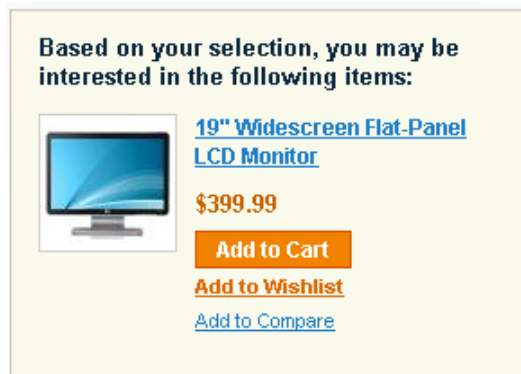 Based on your selection, you may be
interested in the following items:
19" Widescreen Flat-Panel
LCD Monitor
$399.99
Add to Cart
Add to Wishlist
Add to Compare